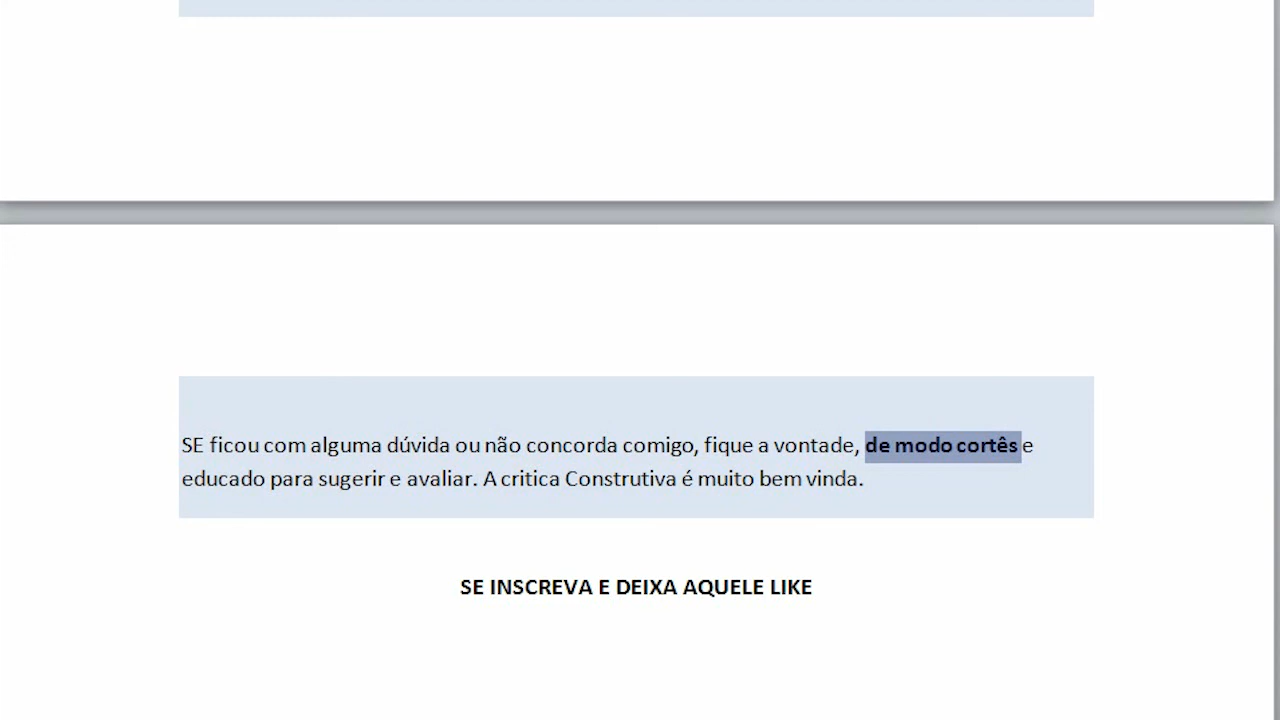 SE ficou com alguma dúvida ou não concorda comigo, fique a vontade, de modo cortês e
educado para sugerir e avaliar. A critica Construtiva é muito bem vinda.
SE INSCREVA E DEIXA AQUELE LIKE